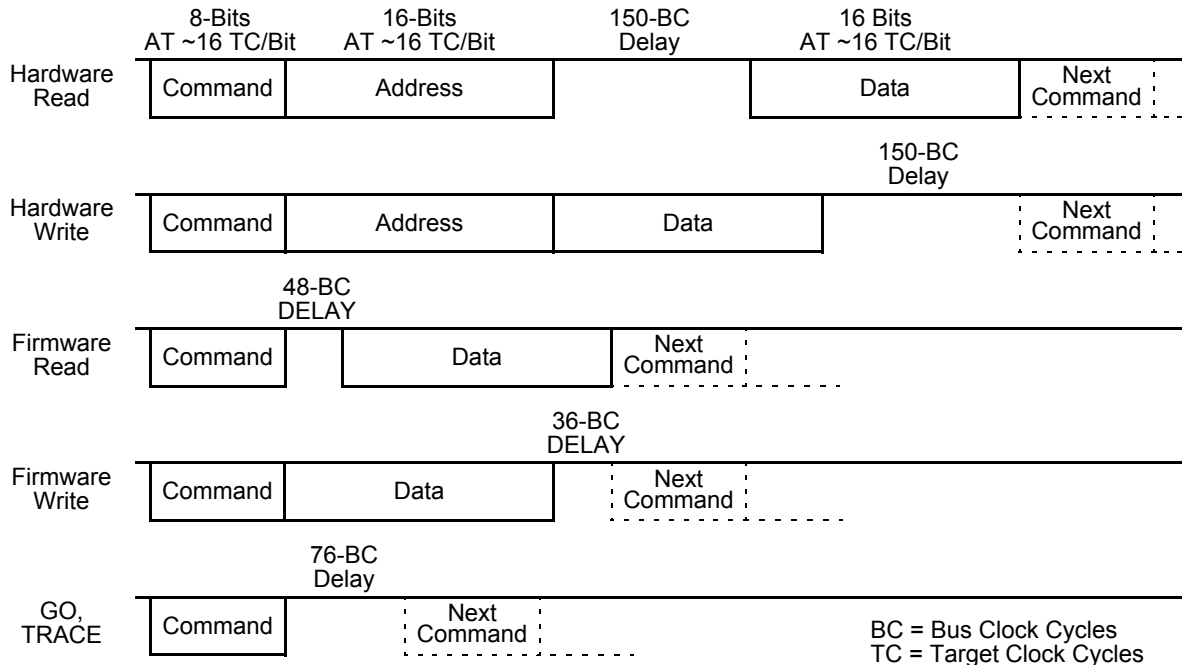 8-Bits
AT ~16 TC/Bit
16-Bits
AT ~16 TC/Bit
150-BC
Delay
16 Bits
AT ~16 TC/Bit
Hardware
Read
Command
Address
Data
Next
Command
150-BC
Delay
Hardware
Write
Command
Address
Data
Next
Command
48-BC
DELAY
Firmware
Read
Command
Data
Next
Command
36-BC
DELAY
Firmware
Write
Command
Data
Next
Command
76-BC
Delay
GO,
TRACE
Command
Next
Command
BC = Bus Clock Cycles
TC = Target Clock Cycles